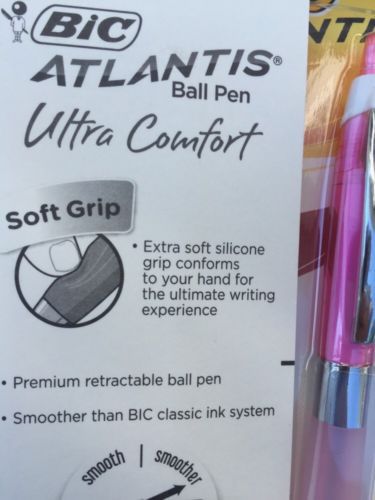 BIC
ATLANTIS®
Ball Pen
Ultra Comfort
Soft Grip
• Extra soft silicone
grip conforms
to your hand for
the ultimate writing
experience
• Premium retractable ball pen
• Smoother than BIC classic ink system
smooth | smoother